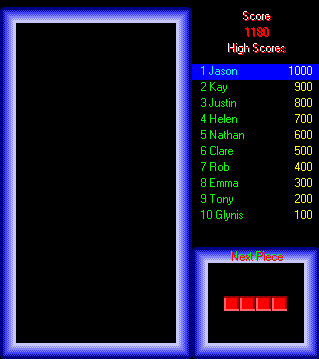 Score
1180
High Scores
1 Jason 1000
2 Kay 900
3 Justin 800
4 Helen 700
5 Nathan 600
6 Clare 500
7 Rob 400
8 Emma 300
9 Tony 200
10 Glynis 100
Next Piece